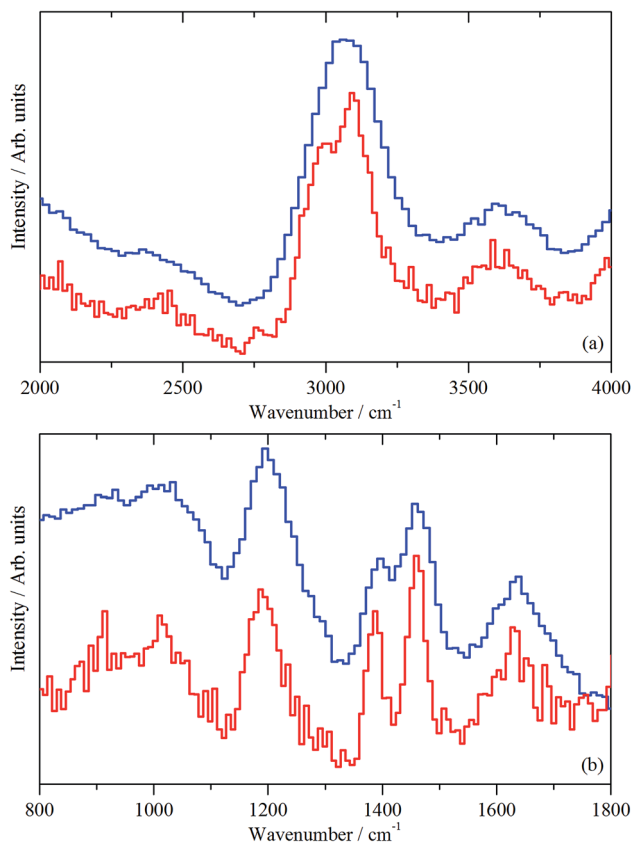 Intensity / Arb. units
(a)
2000 2500 3000 3500 4000
Wavenumber / cm⁻¹
Intensity / Arb. units
(b)
800 1000 1200 1400 1600 1800
Wavenumber / cm⁻¹